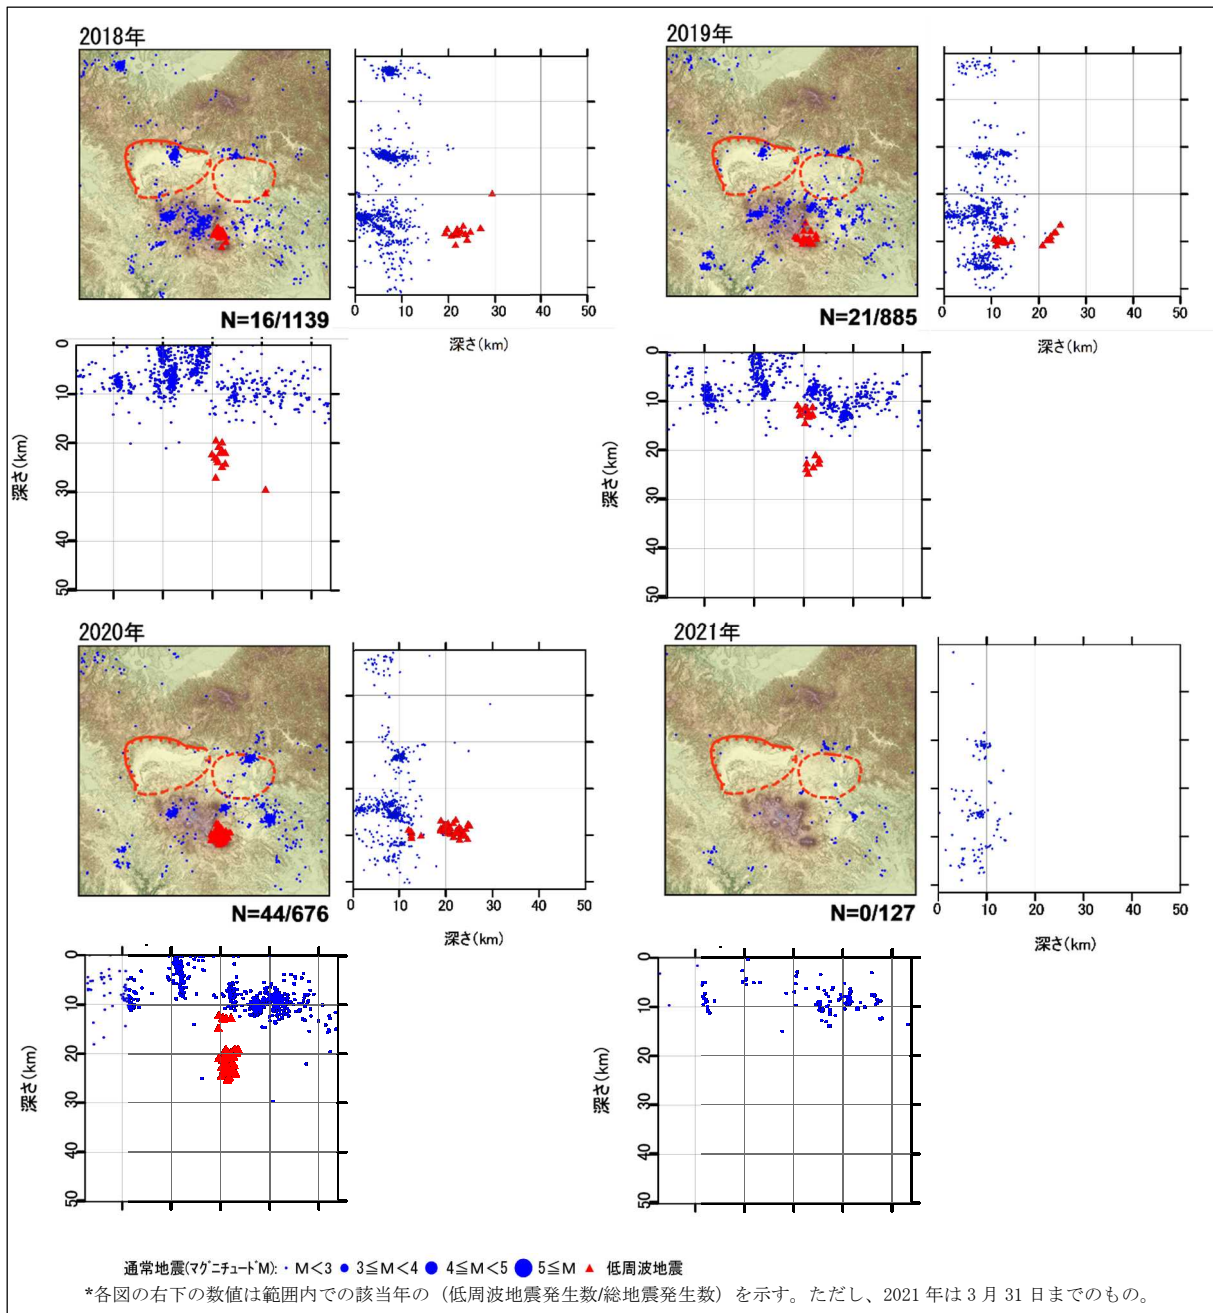 2018年
2019年
0 10 20 30 40 50
深さ(km)
N=16/1139
0 10 20 30 40 50
深さ(km)
N=21/885
0
10
20
30
40
50
深さ(km)
0
10
20
30
40
50
深さ(km)
2020年
2021年
0 10 20 30 40 50
深さ(km)
N=44/676
0 10 20 30 40 50
深さ(km)
N=0/127
0
10
20
30
40
50
深さ(km)
0
10
20
30
40
50
深さ(km)
通常地震(マグニチュードM): M<3 3≦M<4 4≦M<5 5≦M 低周波地震
*各図の右下の数値は範囲内での該当年の（低周波地震発生数/総地震発生数）を示す。ただし、2021 年は 3 月 31 日までのもの。